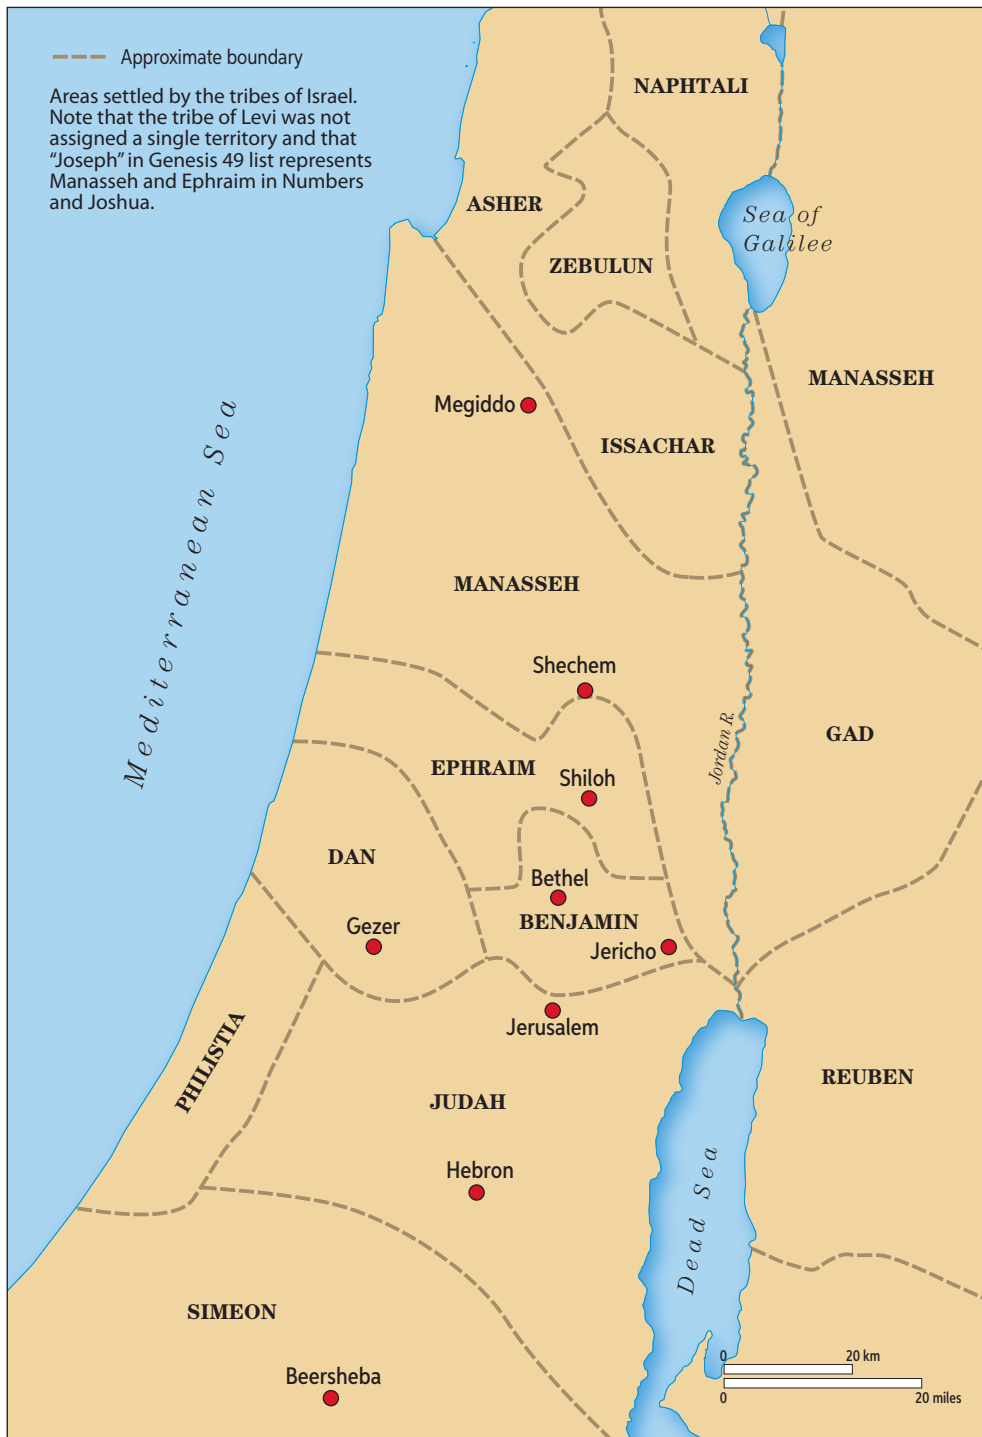 Approximate boundary
Areas settled by the tribes of Israel.
Note that the tribe of Levi was not
assigned a single territory and that
“Joseph” in Genesis 49 list represents
Manasseh and Ephraim in Numbers
and Joshua.
NAPHTALI
ASHER
Sea of
Galilee
ZEBULUN
MANASSEH
Megiddo
ISSACHAR
Mediterranean Sea
MANASSEH
Shechem
Jordan R.
GAD
EPHRAIM
Shiloh
DAN
Bethel
BENJAMIN
Gezer
Jericho
Jerusalem
PHILISTIA
REUBEN
JUDAH
Hebron
Dead Sea
SIMEON
Beersheba
0 20 km
0 20 miles